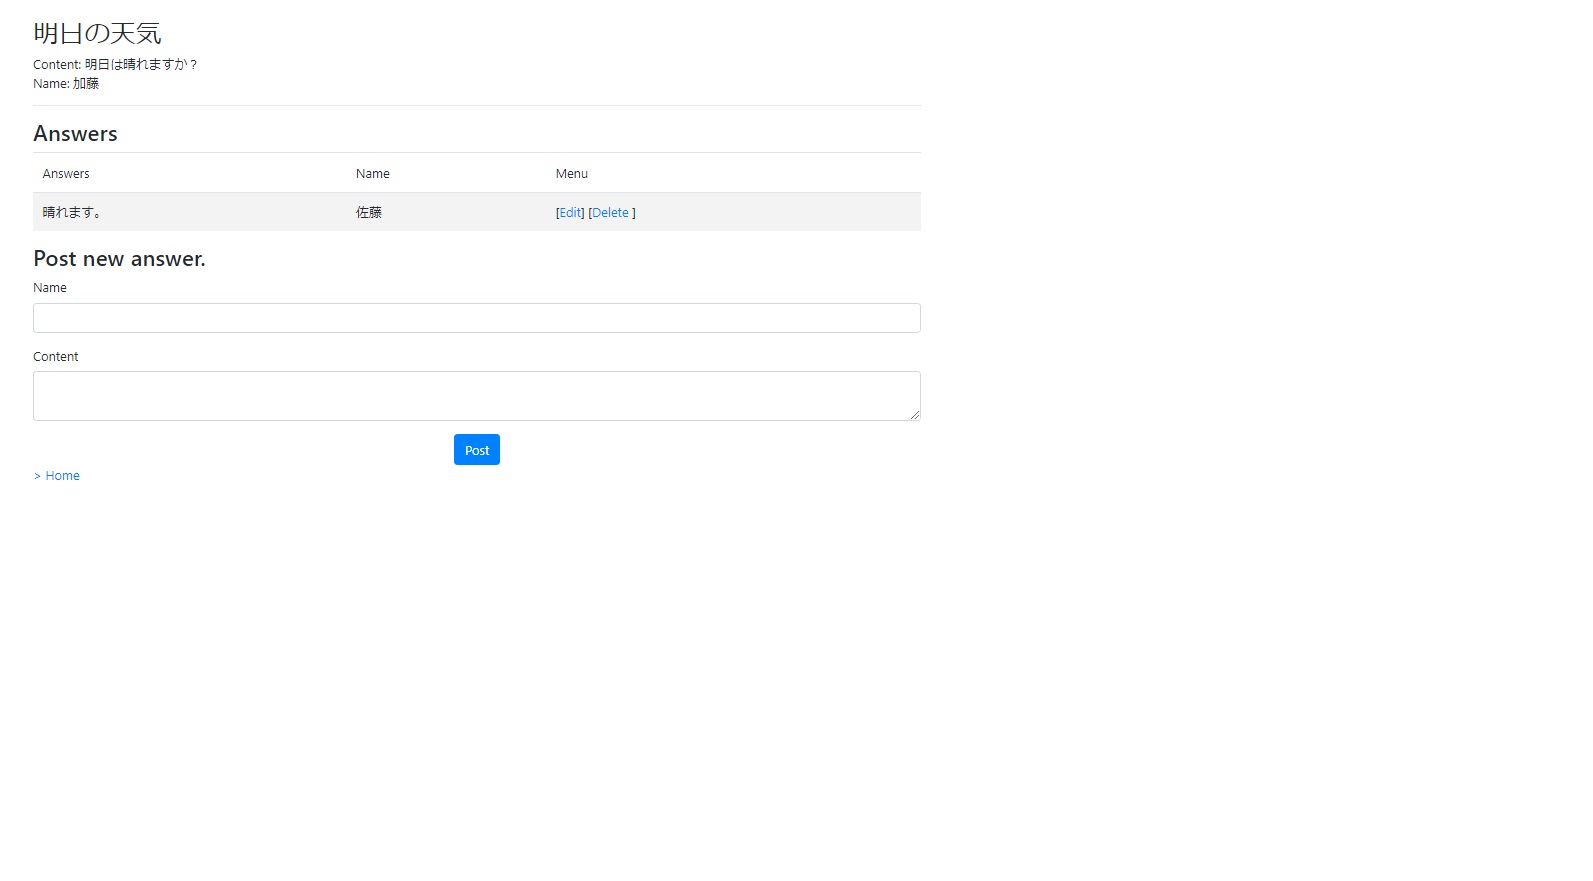 明日の天気
Content: 明日は晴れますか？
Name: 加藤
Answers
Answers Name Menu
晴れます。 佐藤 [Edit] [Delete ]
Post new answer.
Name
Content
Post
> Home